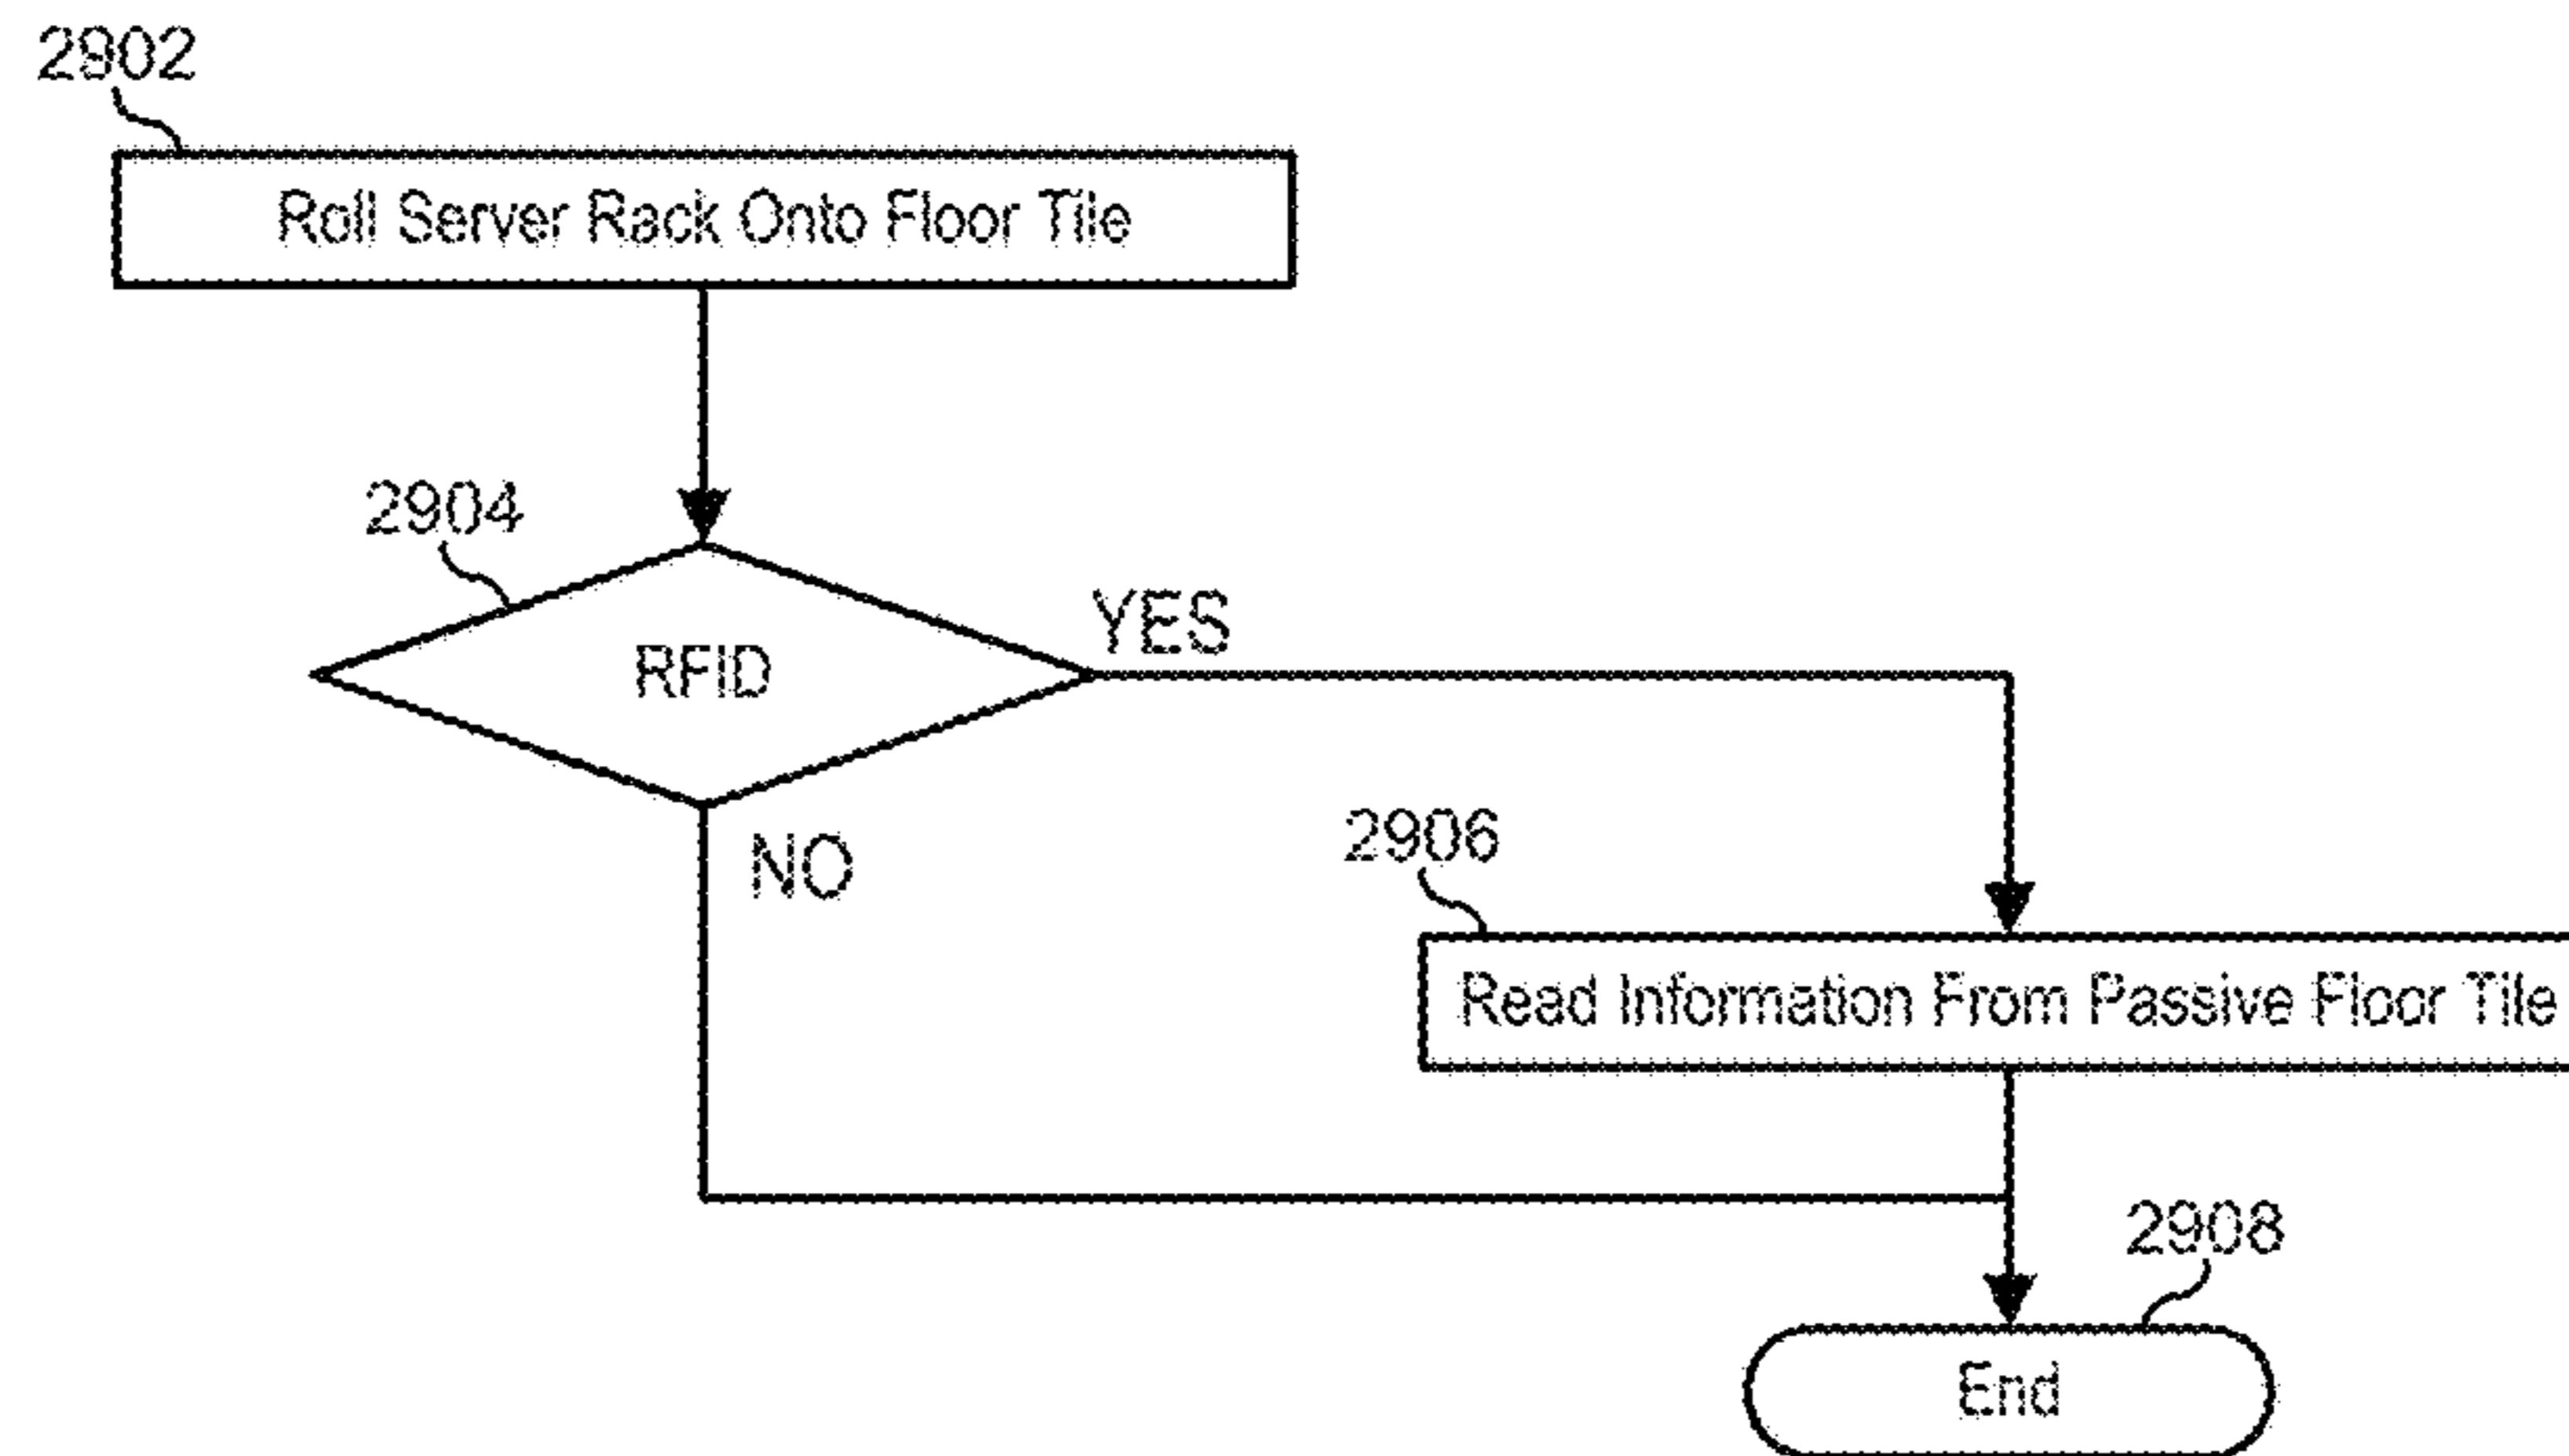 2902
Roll Server Rack Onto Floor Tile
2904
RFID
YES
NO
2906
Read Information From Passive Floor Tile
2908
End